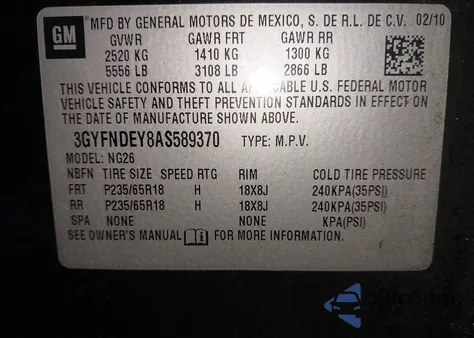 GM
MFD BY GENERAL MOTORS DE MEXICO, S. DE R.L. DE C.V. 02/10
GVWR GAWR FRT GAWR RR
2520 KG 1410 KG 1300 KG
5556 LB 3108 LB 2866 LB
THIS VEHICLE CONFORMS TO ALL APPLICABLE U.S. FEDERAL MOTOR
VEHICLE SAFETY AND THEFT PREVENTION STANDARDS IN EFFECT ON
THE DATE OF MANUFACTURE SHOWN ABOVE.
3GYFNDEY8AS589370 TYPE: M.P.V.
MODEL: NG26
NBFN TIRE SIZE SPEED RTG RIM COLD TIRE PRESSURE
FRT P235/65R18 H 18X8J 240KPA(35PSI)
RR P235/65R18 H 18X8J 240KPA(35PSI)
SPA NONE NONE KPA(PSI)
SEE OWNER'S MANUAL FOR MORE INFORMATION.